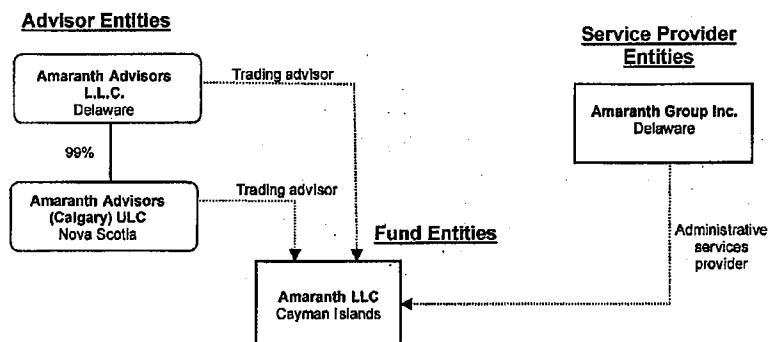 Advisor Entities
Amaranth Advisors
L.L.C.
Delaware
Trading advisor
99%
Amaranth Advisors
(Calgary) ULC
Nova Scotia
Trading advisor
Fund Entities
Amaranth LLC
Cayman Islands
Service Provider
Entities
Amaranth Group Inc.
Delaware
Administrative
services
provider